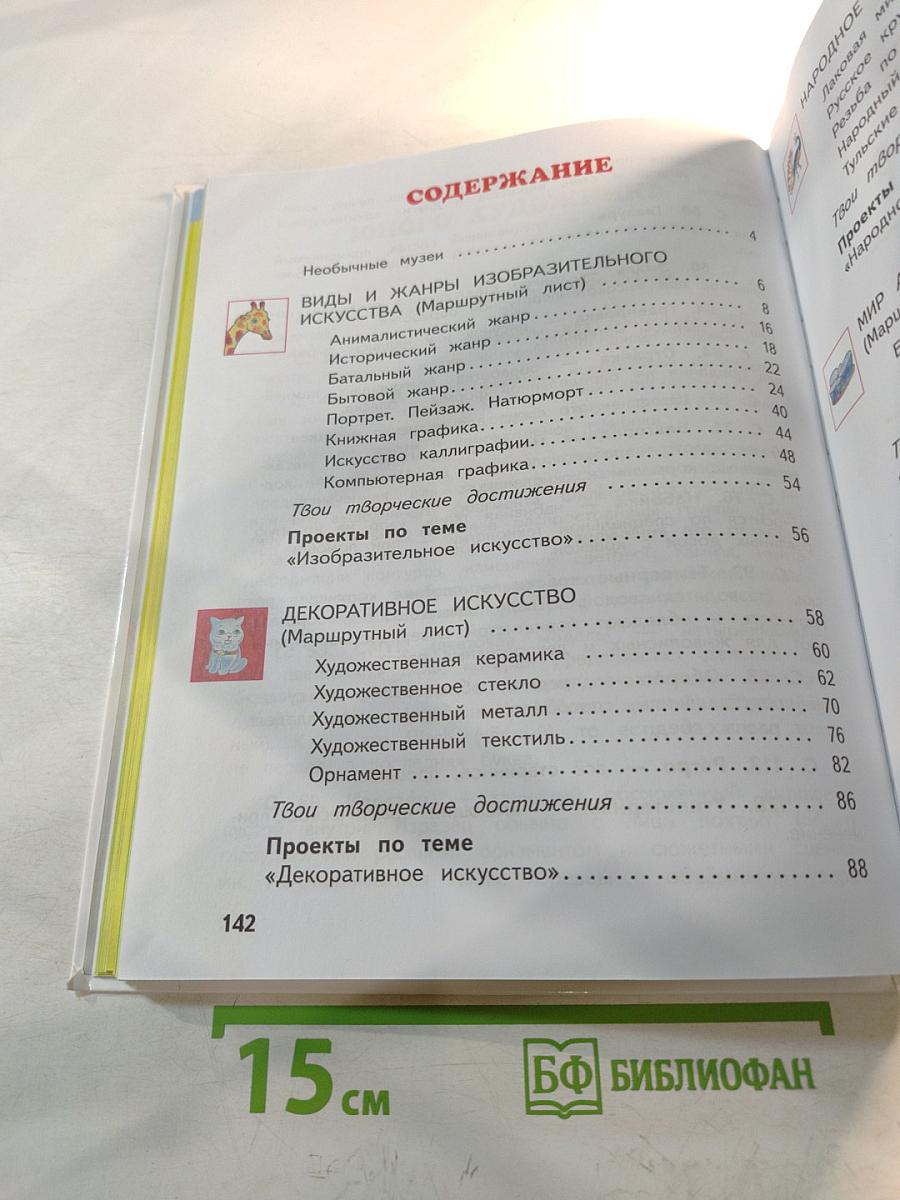 СОДЕРЖАНИЕ
Необычные музеи 4
ВИДЫ И ЖАНРЫ ИЗОБРАЗИТЕЛЬНОГО
ИСКУССТВА (Маршрутный лист) 6
Анималистический жанр 8
Исторический жанр 16
Батальный жанр 18
Бытовой жанр 22
Портрет. Пейзаж. Натюрморт 24
Книжная графика 40
Искусство каллиграфии 44
Компьютерная графика 48
Твои творческие достижения 54
Проекты по теме
«Изобразительное искусство» 56
ДЕКОРАТИВНОЕ ИСКУССТВО
(Маршрутный лист) 58
Художественная керамика 60
Художественное стекло 62
Художественный металл 70
Художественный текстиль 76
Орнамент 82
Твои творческие достижения 86
Проекты по теме
«Декоративное искусство» 88
142
НАРОДНОЕ
Лаковая
Русское
Резьба по
Народный
Тульские
Твои
Проекты
МИР
15 см
БФ БИБЛИОФАН